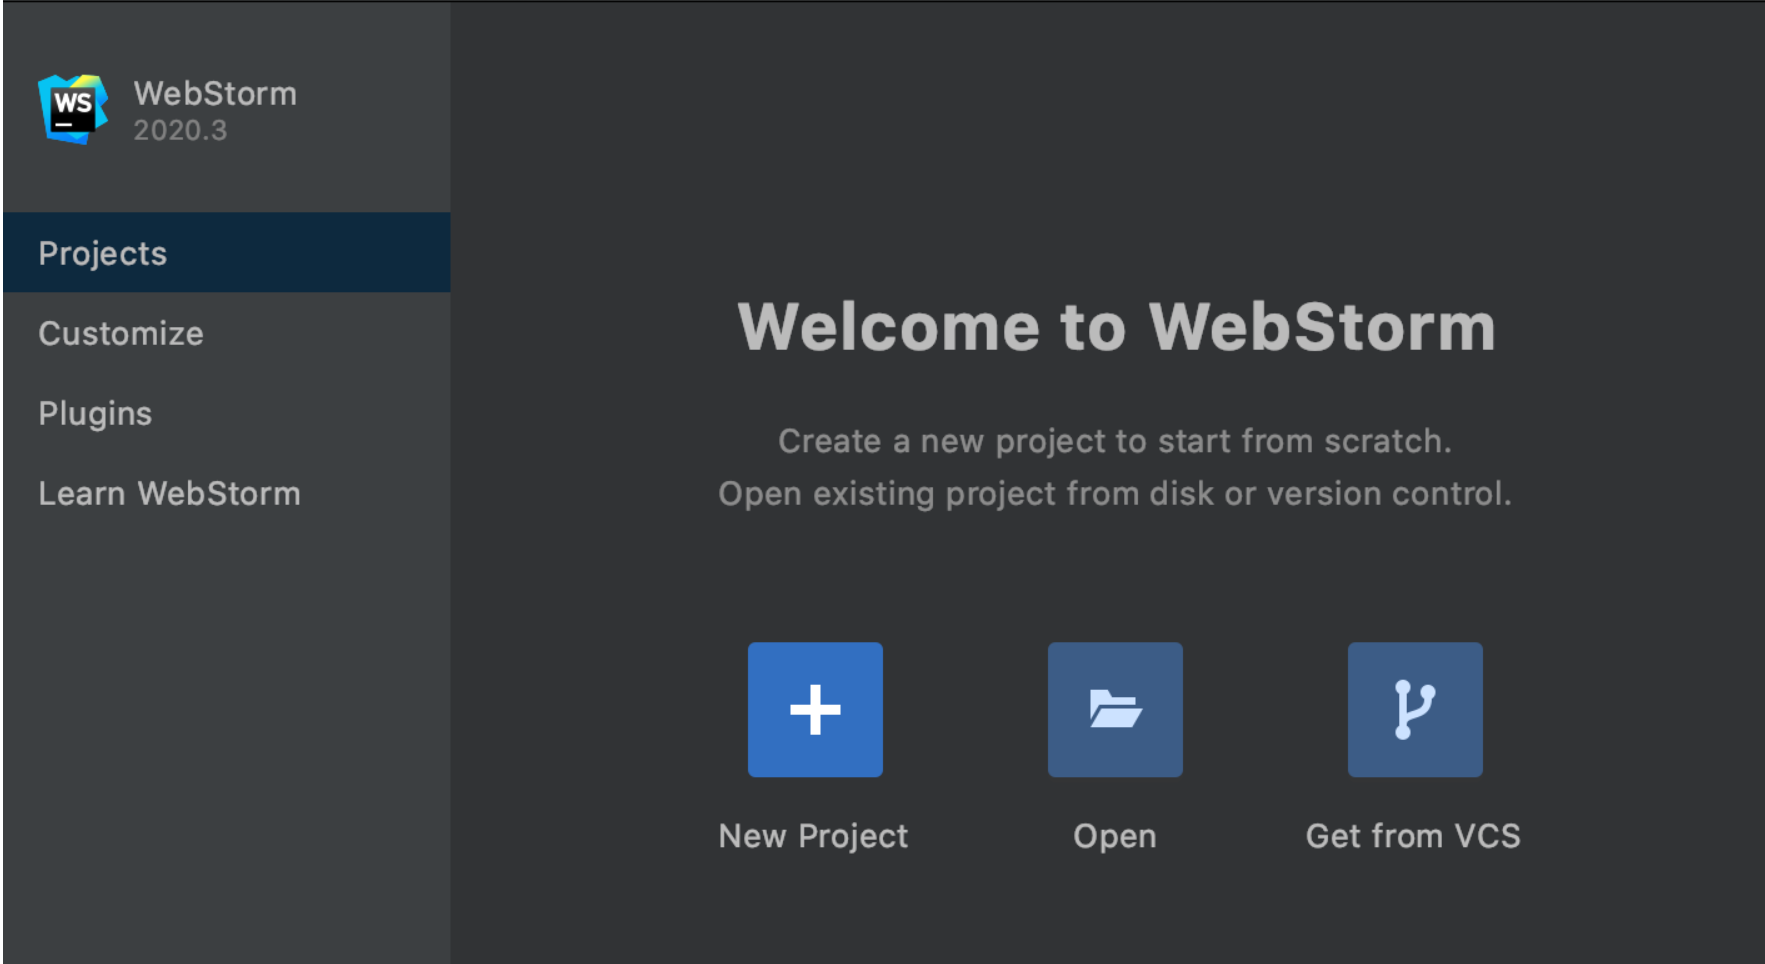 WS
WebStorm
2020.3
Projects
Customize
Plugins
Learn WebStorm
Welcome to WebStorm
Create a new project to start from scratch.
Open existing project from disk or version control.
New Project
Open
Get from VCS